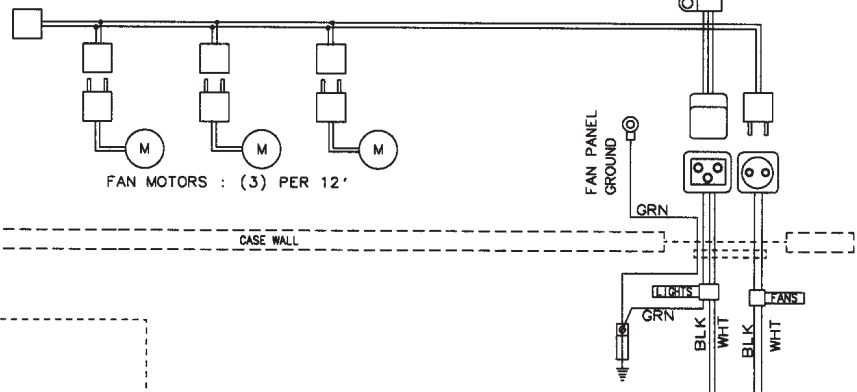 M
M
M
FAN MOTORS : (3) PER 12'
FAN PANEL
GROUND
GRN
CASE WALL
LIGHTS
FANS
GRN
BLK
WHT
BLK
WHT